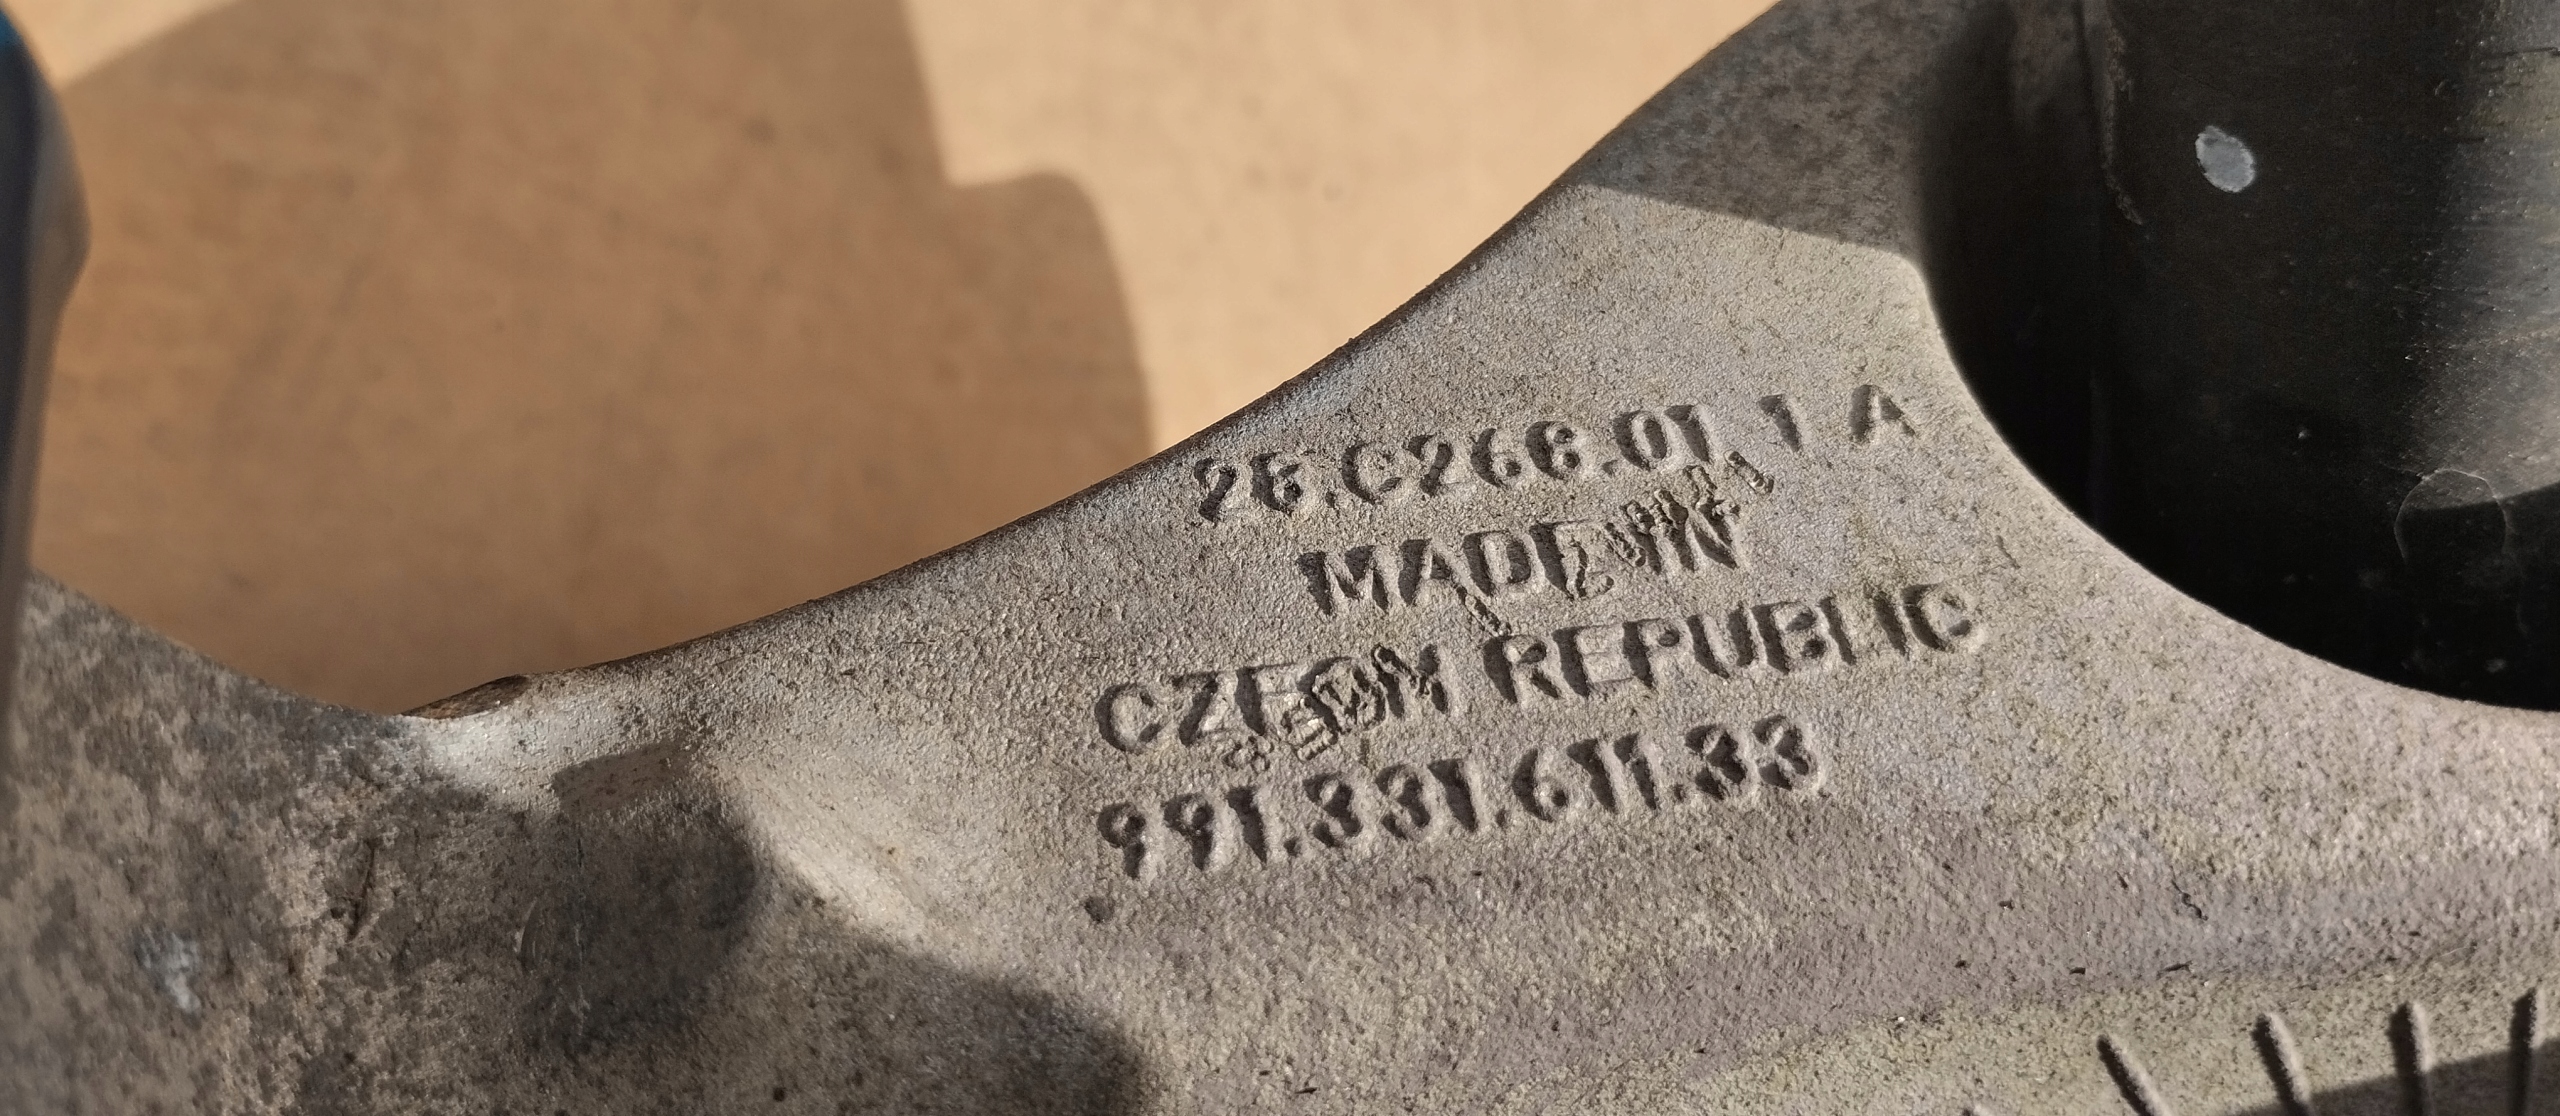 26.C266.01 1 A
MADE IN
CZECH REPUBLIC
991.331.611.33